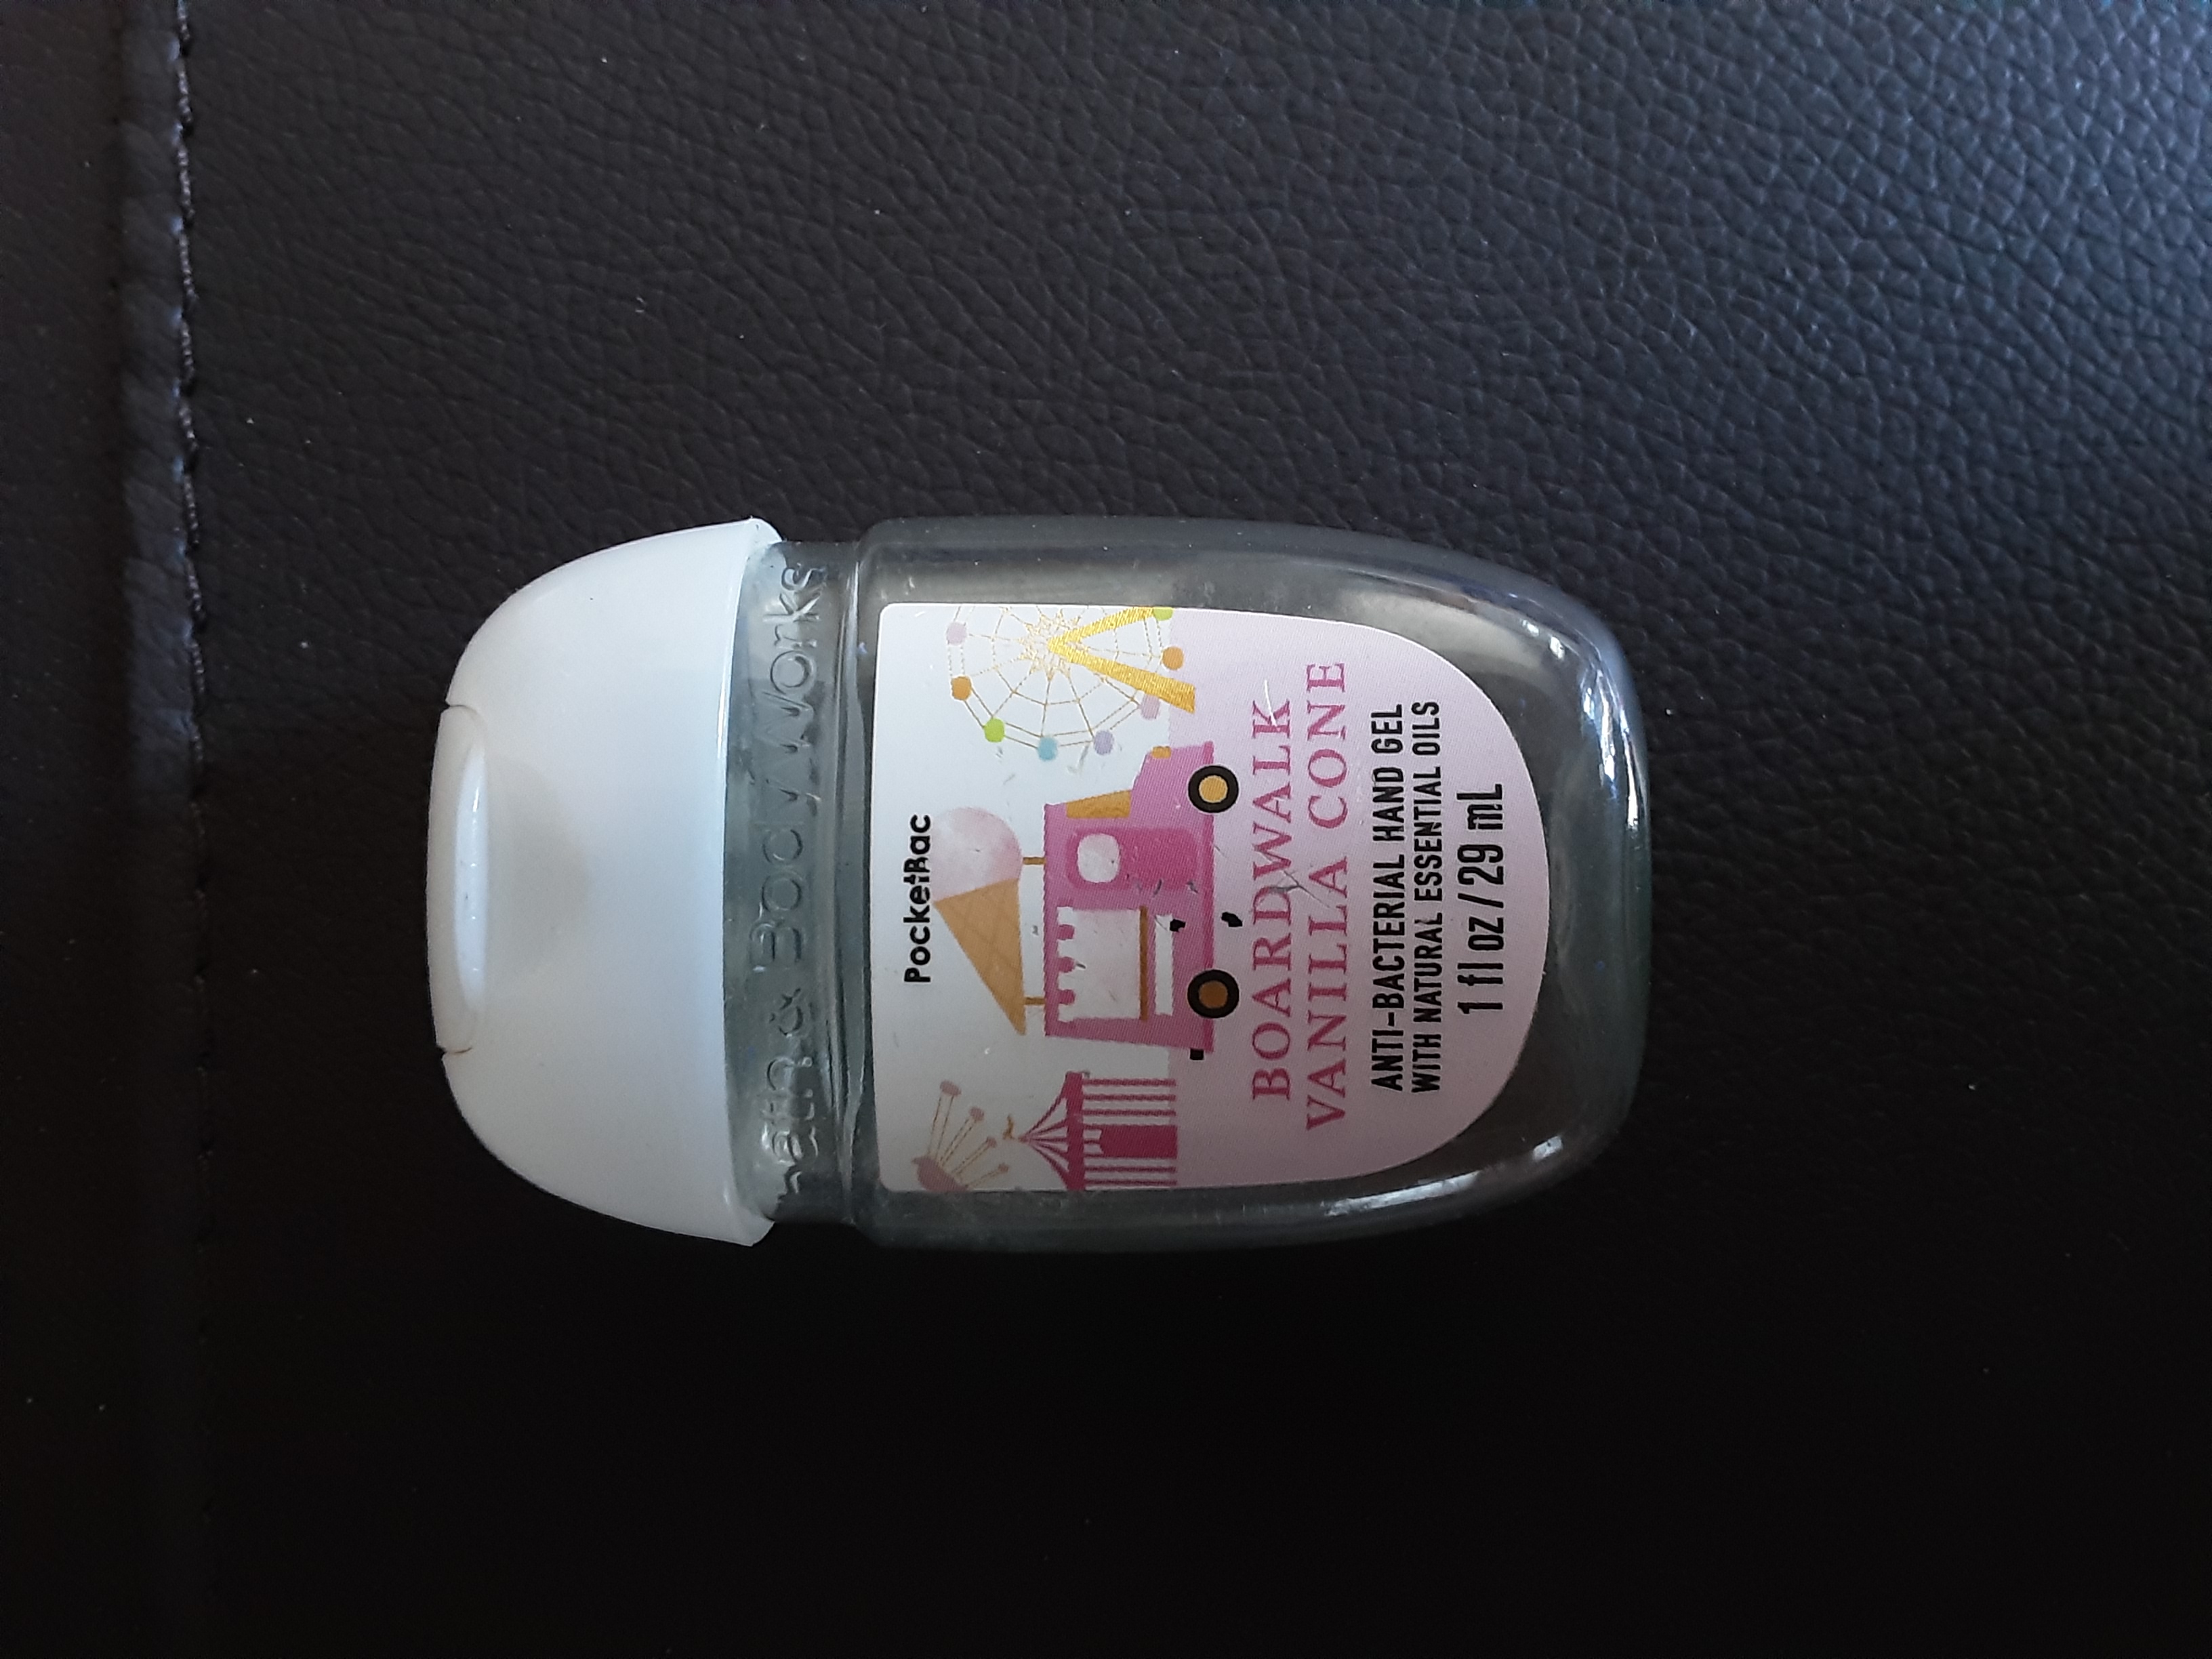 Bath & Body Works
PocketBac
BOARDWALK
VANILLA CONE
ANTI-BACTERIAL HAND GEL
WITH NATURAL ESSENTIAL OILS
1 fl oz / 29 mL